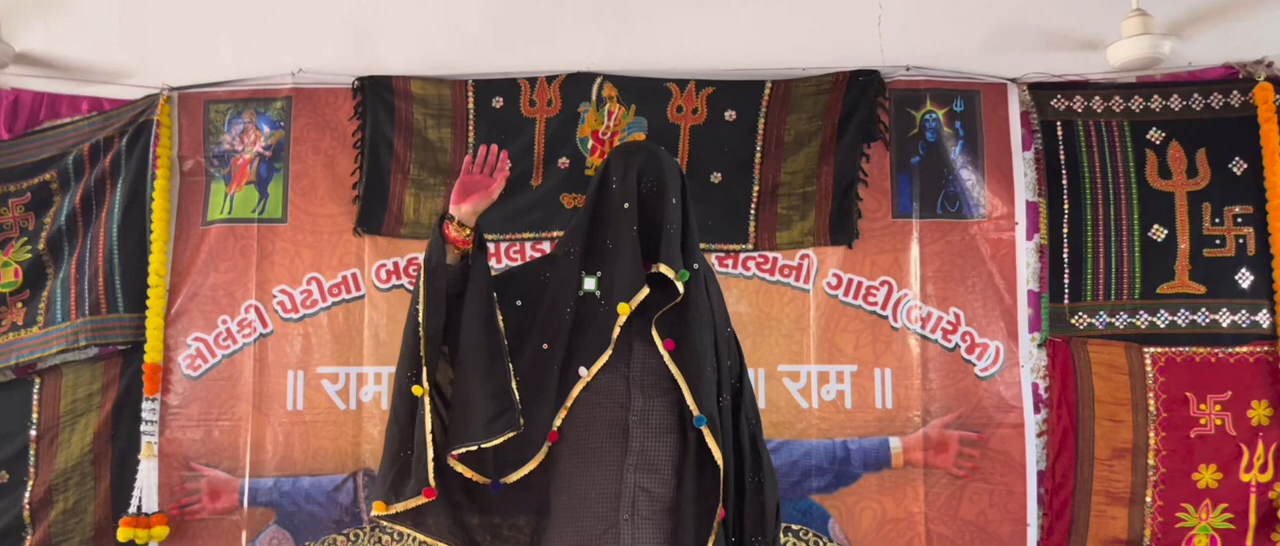 સોલંકી પેઢીના સત્યની ગાદી(બારેજા)
॥ राम ॥ राम ॥